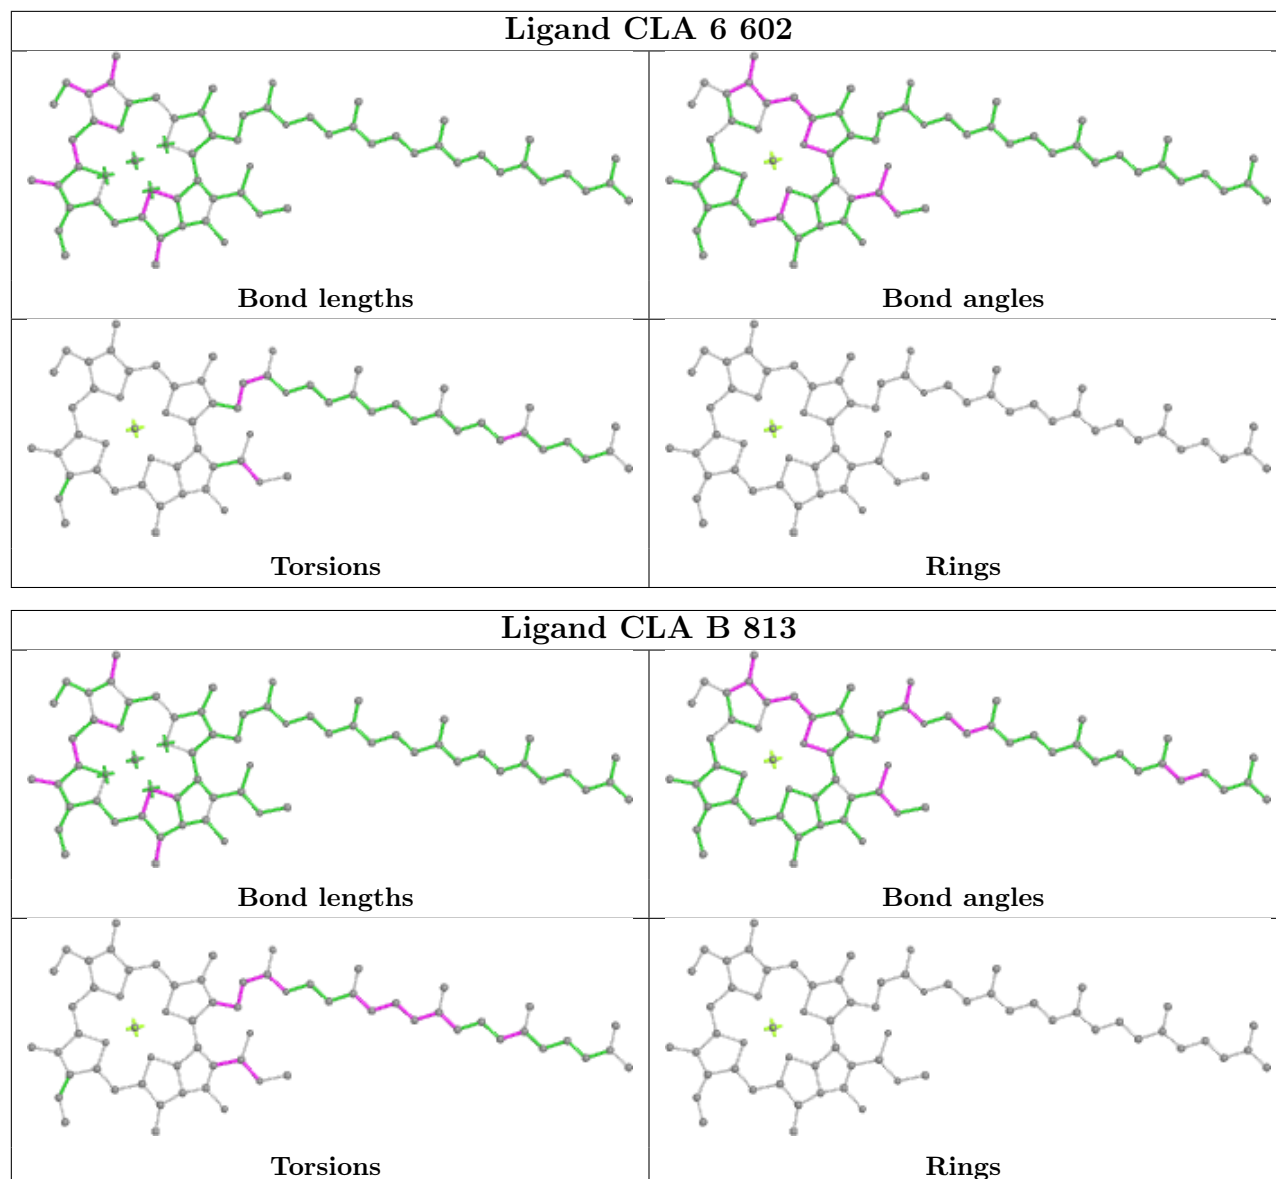 Ligand CLA 6 602
Bond lengths
Bond angles
Torsions
Rings
Ligand CLA B 813
Bond lengths
Bond angles
Torsions
Rings